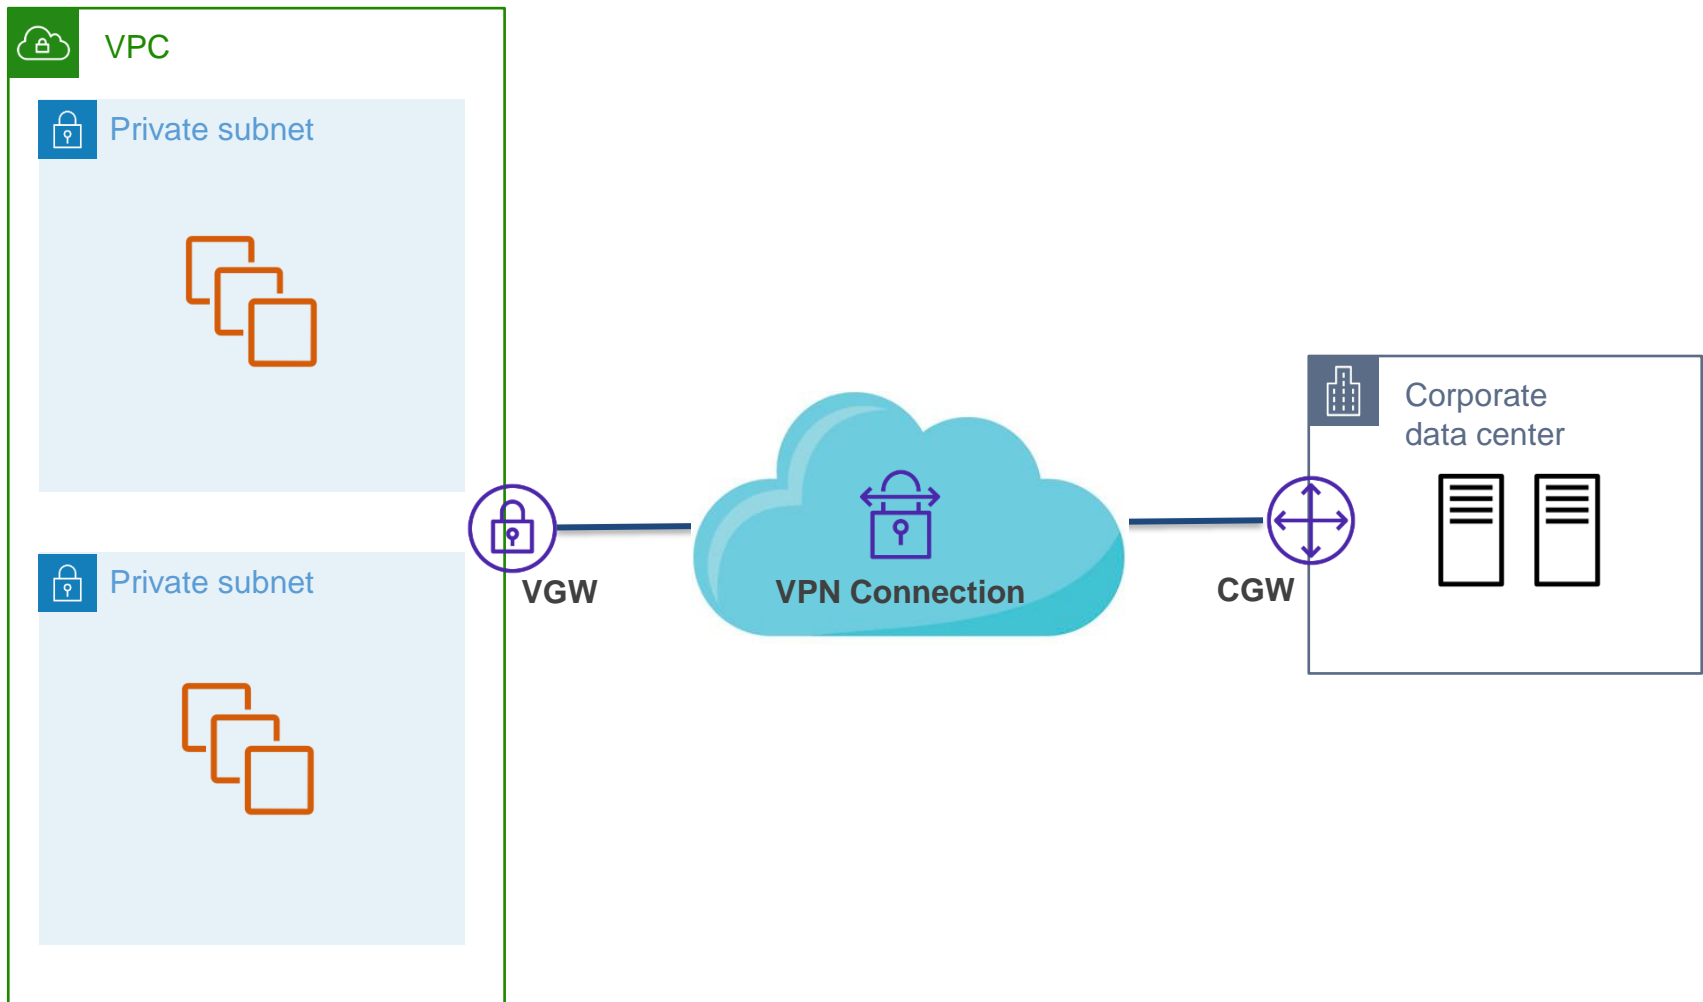 VPC
Private subnet
Private subnet
VGW
VPN Connection
CGW
Corporate
data center